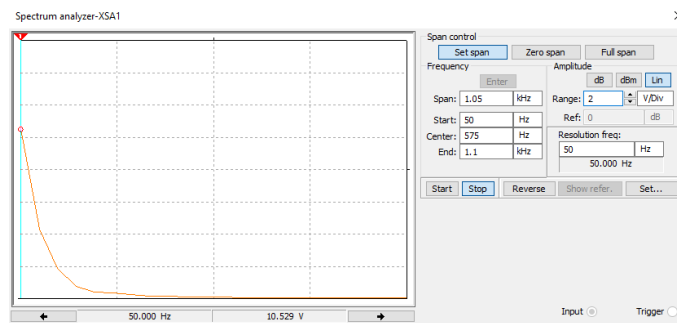 Spectrum analyzer-XSA1
1
50.000 Hz
10.529 V
Span control
Set span
Zero span
Full span
Frequency
Enter
Span: 1.05 kHz
Start: 50 Hz
Center: 575 Hz
End: 1.1 kHz
Amplitude
dB dBm Lin
Range: 2 V/Div
Ref: 0 dB
Resolution freq:
50 Hz
50.000 Hz
Start Stop Reverse Show refer. Set...
Input Trigger